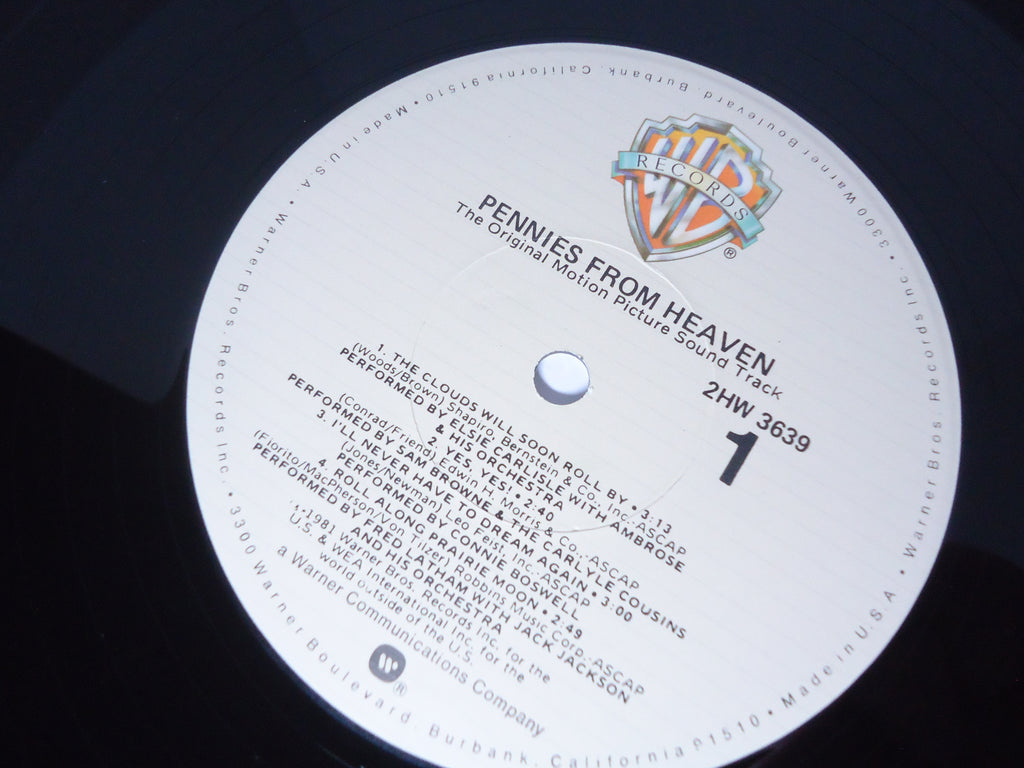 RECORDS
®
PENNIES FROM HEAVEN
The Original Motion Picture Sound Track
2HW 3639
1
1. THE CLOUDS WILL SOON ROLL BY • 3:13
(Woods/Brown) Shapiro, Bernstein & Co., Inc.-ASCAP
PERFORMED BY ELSIE CARLISLE WITH AMBROSE
& HIS ORCHESTRA
2. YES, YES! • 2:40
(Conrad/Friend) Edwin H. Morris & Co.-ASCAP
PERFORMED BY SAM BROWNE & THE CARLYLE COUSINS
3. I'LL NEVER HAVE TO DREAM AGAIN • 3:00
(Jones/Newman) Leo Feist, Inc.-ASCAP
PERFORMED BY CONNIE BOSWELL
4. ROLL ALONG PRAIRIE MOON • 2:49
(Fiorito/MacPherson/Von Tilzer) Robbins Music Corp.-ASCAP
PERFORMED BY FRED LATHAM WITH JACK JACKSON
AND HIS ORCHESTRA
1981 Warner Bros. Records Inc. for the
U.S. & WEA International Inc. for the
world outside of the U.S.
a Warner Communications Company
®
Warner Bros. Records Inc. • 3300 Warner Boulevard, Burbank, California 91510 • Made in U.S.A. • Warner Bros. Records Inc. • 3300 Warner Boulevard, Burbank, California 91510 • Made in U.S.A. •